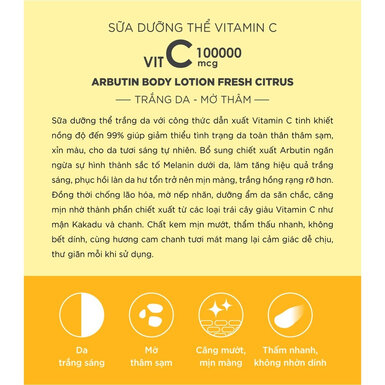 SỮA DƯỠNG THỂ VITAMIN C
VIT C 100000 mcg
ARBUTIN BODY LOTION FRESH CITRUS
— TRẮNG DA - MỜ THÂM —
Sữa dưỡng thể trắng da với công thức dẫn xuất Vitamin C tinh khiết
nồng độ đến 99% giúp giảm thiểu tình trạng da toàn thân thâm sạm,
xỉn màu, cho da tươi sáng tự nhiên. Bổ sung chiết xuất Arbutin ngăn
ngừa sự hình thành sắc tố Melanin dưới da, làm tăng hiệu quả trắng
sáng, phục hồi làn da hư tổn trở nên mịn màng, trắng hồng rạng rỡ hơn.
Đồng thời chống lão hóa, mờ nếp nhăn, dưỡng ẩm da săn chắc, căng
mịn nhờ thành phần chiết xuất từ các loại trái cây giàu Vitamin C như
mận Kakadu và chanh. Chất kem mịn mướt, thẩm thấu nhanh, không
bết dính, cùng hương cam chanh tươi mát mang lại cảm giác dễ chịu,
thư giãn mỗi khi sử dụng.
Da
trắng sáng
Mờ
thâm sạm
Căng mướt,
mịn màng
Thấm nhanh,
không nhờn dính